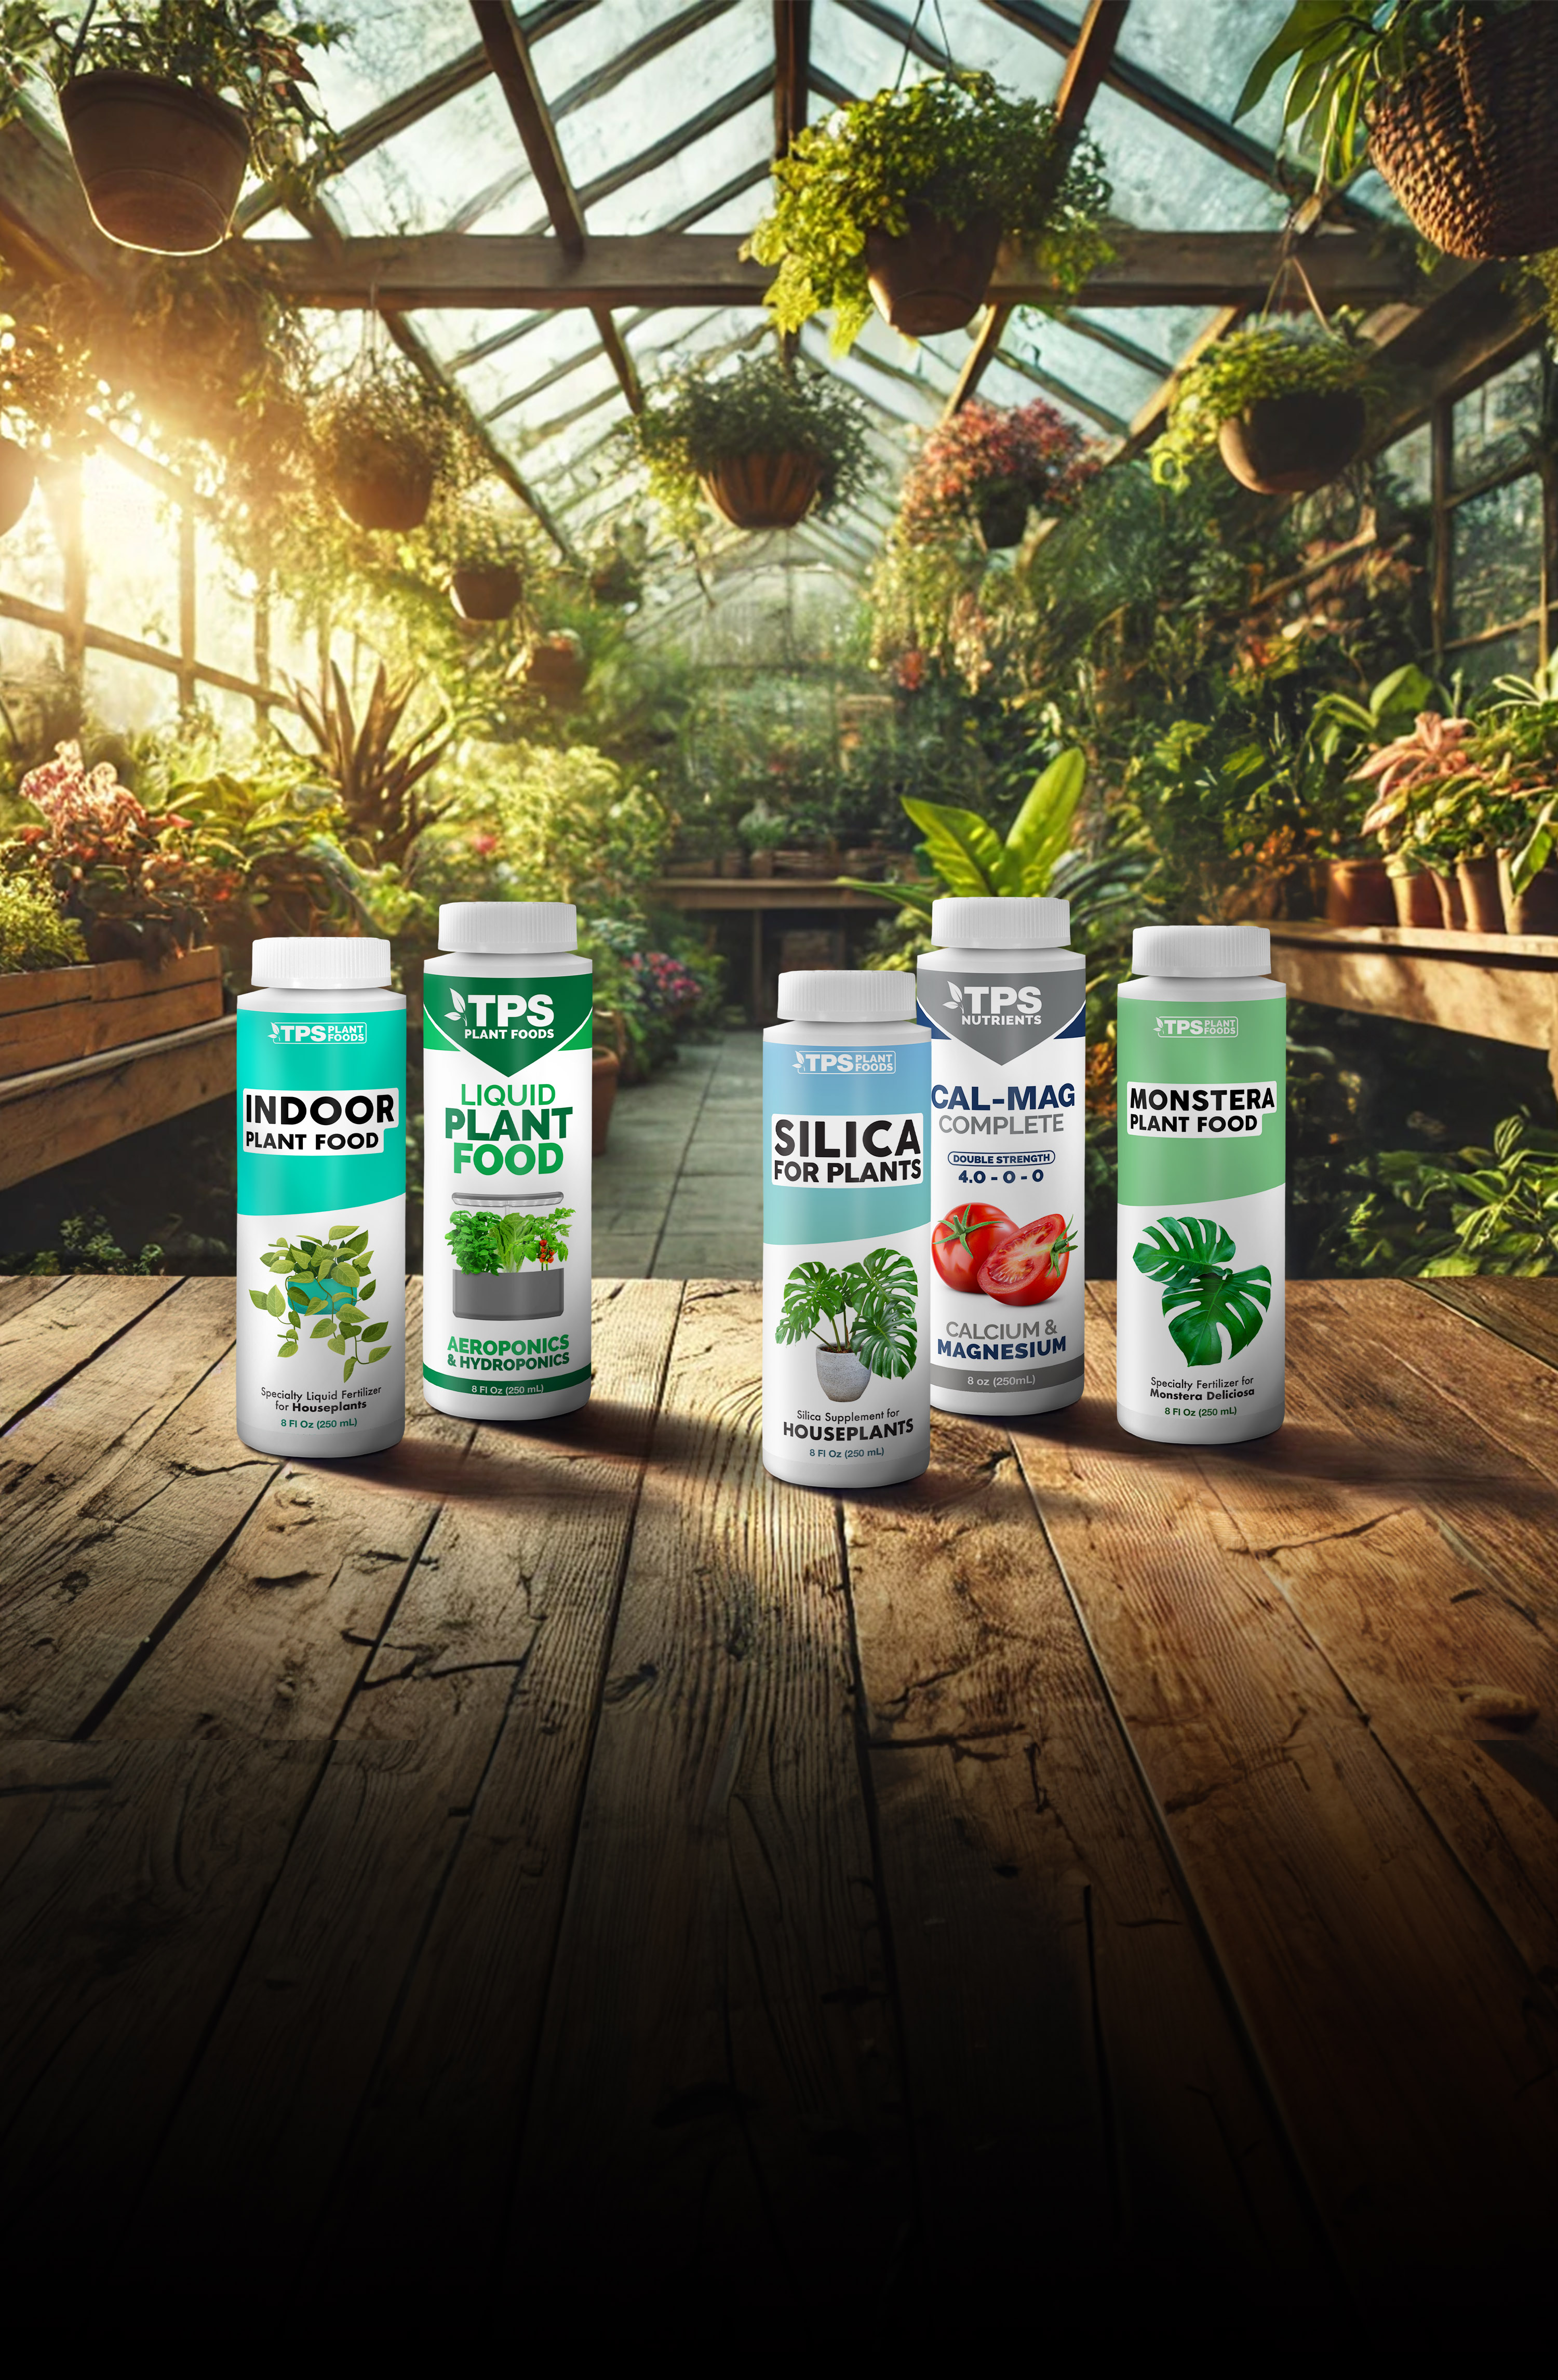 TPS PLANT FOODS
INDOOR
PLANT FOOD
Specialty Liquid Fertilizer
for Houseplants
8 Fl Oz (250 mL)
TPS
PLANT FOODS
LIQUID
PLANT
FOOD
AEROPONICS
& HYDROPONICS
8 Fl Oz (250 mL)
TPS PLANT FOODS
SILICA
FOR PLANTS
Silica Supplement for
HOUSEPLANTS
8 Fl Oz (250 mL)
TPS
NUTRIENTS
CAL-MAG
COMPLETE
DOUBLE STRENGTH
4.0 - 0 - 0
CALCIUM &
MAGNESIUM
8 oz (250mL)
TPS PLANT FOODS
MONSTERA
PLANT FOOD
Specialty Fertilizer for
Monstera Deliciosa
8 Fl Oz (250 mL)